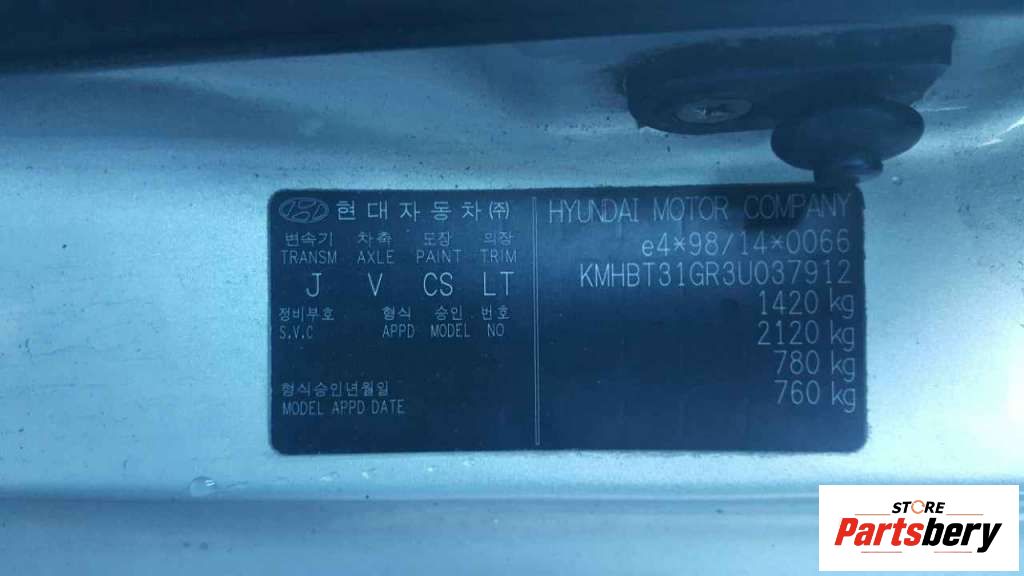 현대자동차(주)
변속기 차축 도장 의장
TRANSM AXLE PAINT TRIM
J V CS LT
정비부호 형식 승인 번호
S.V.C APPD MODEL NO
형식승인년월일
MODEL APPD DATE
HYUNDAI MOTOR COMPANY
e4*98/14*0066
KMHBT31GR3U037912
1420 kg
2120 kg
780 kg
760 kg
STORE
Partsbery